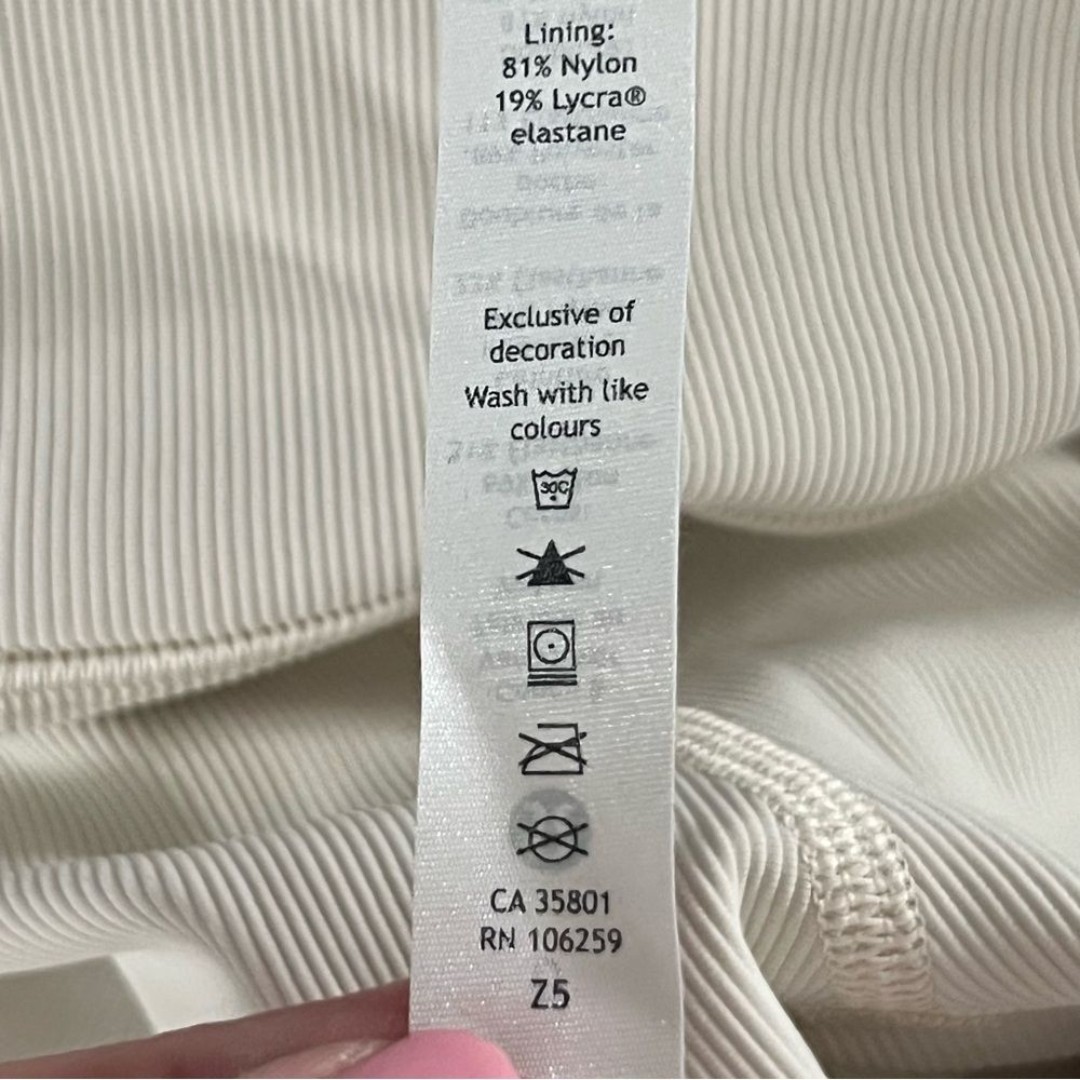 Lining:
81% Nylon
19% Lycra®
elastane
Exclusive of
decoration
Wash with like
colours
30C
CA 35801
RN 106259
Z5